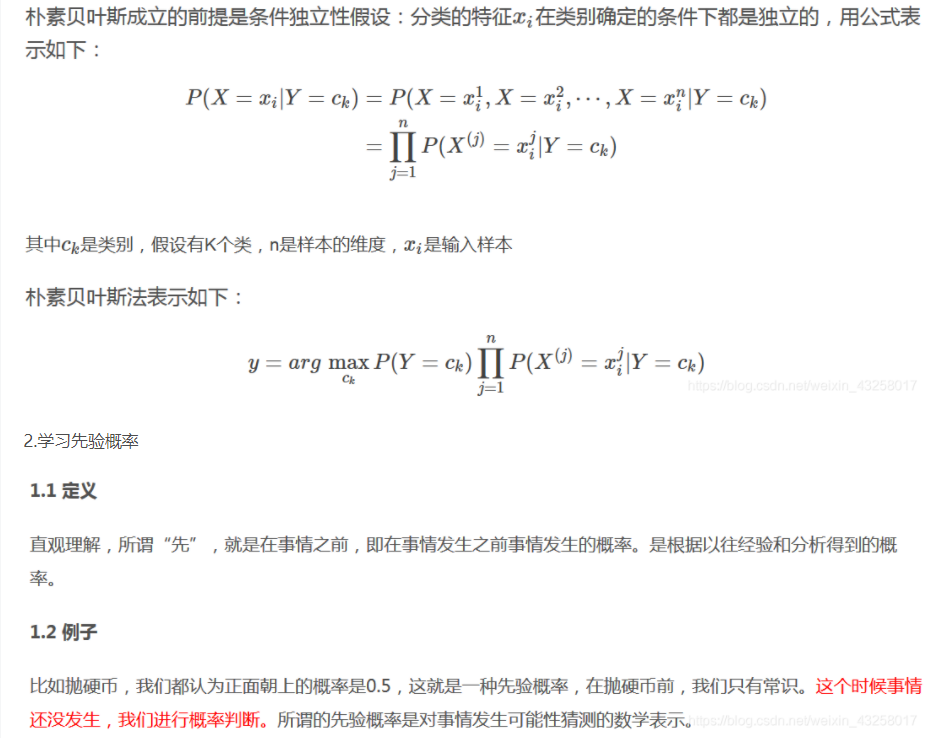 朴素贝叶斯成立的前提是条件独立性假设：分类的特征xᵢ在类别确定的条件下都是独立的，用公式表
示如下：
P(X = x_i|Y = c_k) = P(X = x_i^1, X = x_i^2, ⋯, X = x_i^n|Y = c_k)
= ∏_{j=1}^{n} P(X^{(j)} = x_i^j|Y = c_k)
其中c_k是类别，假设有K个类，n是样本的维度，x_i是输入样本
朴素贝叶斯法表示如下：
y = arg max_{c_k} P(Y = c_k) ∏_{j=1}^{n} P(X^{(j)} = x_i^j|Y = c_k)
https://blog.csdn.net/weixin_43258017
2.学习先验概率
1.1 定义
直观理解，所谓“先”，就是在事情之前，即在事情发生之前事情发生的概率。是根据以往经验和分析得到的概
率。
1.2 例子
比如抛硬币，我们都认为正面朝上的概率是0.5，这就是一种先验概率，在抛硬币前，我们只有常识。这个时候事情
还没发生，我们进行概率判断。所谓的先验概率是对事情发生可能性猜测的数学表示。
https://blog.csdn.net/weixin_43258017